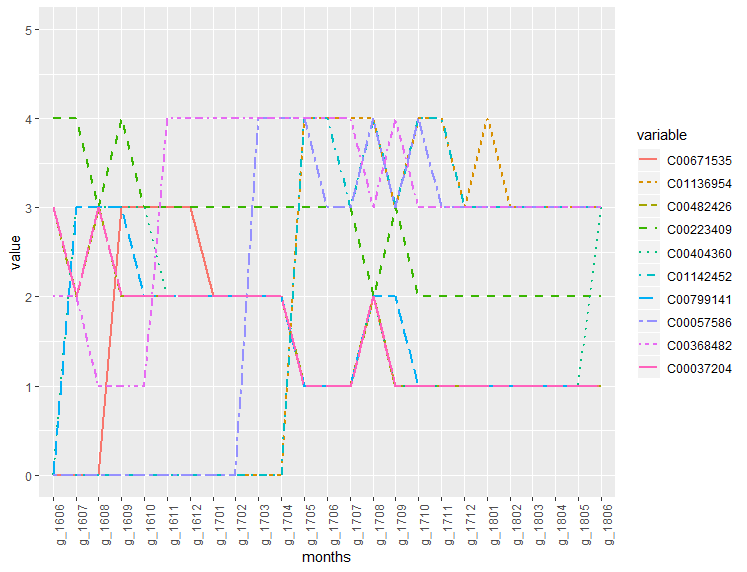 5
4
3
2
1
0
value
g_1606
g_1607
g_1608
g_1609
g_1610
g_1611
g_1612
g_1701
g_1702
g_1703
g_1704
g_1705
g_1706
g_1707
g_1708
g_1709
g_1710
g_1711
g_1712
g_1801
g_1802
g_1803
g_1804
g_1805
g_1806
months
variable
C00671535
C01136954
C00482426
C00223409
C00404360
C01142452
C00799141
C00057586
C00368482
C00037204